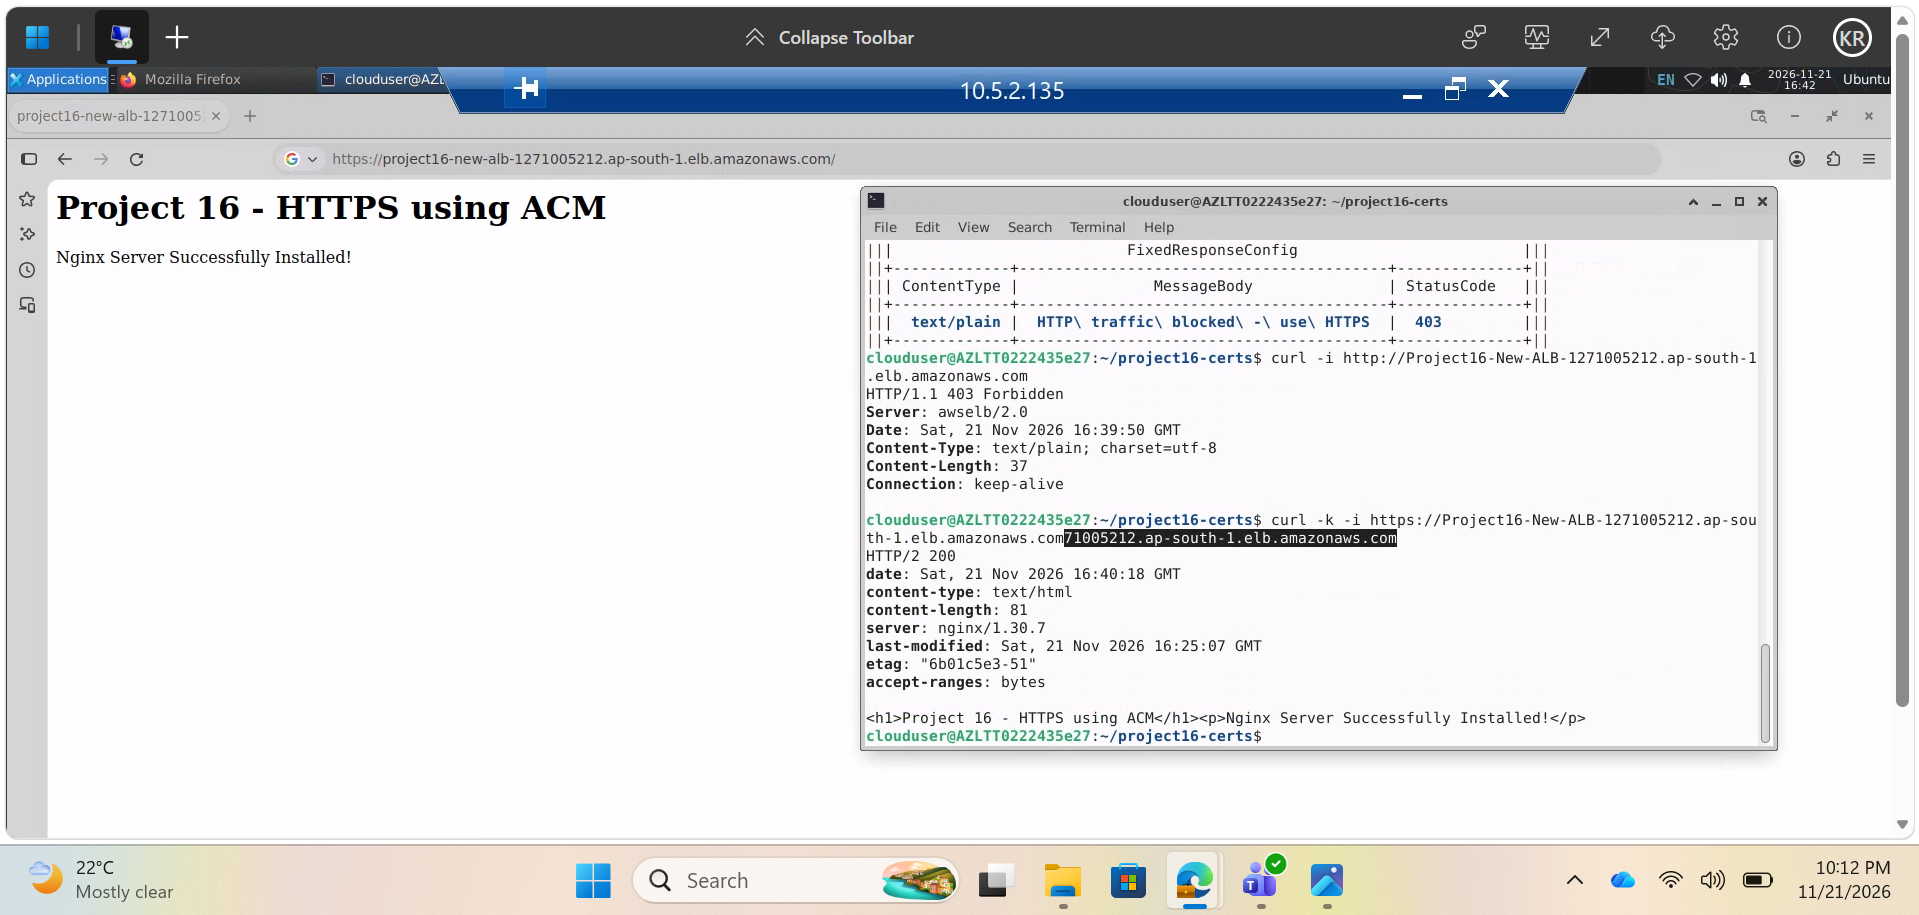 Collapse Toolbar
KR
Applications
Mozilla Firefox
clouduser@AZL
10.5.2.135
EN
2026-11-21
16:42
Ubuntu
project16-new-alb-1271005
https://project16-new-alb-1271005212.ap-south-1.elb.amazonaws.com/
Project 16 - HTTPS using ACM
Nginx Server Successfully Installed!
clouduser@AZLTT0222435e27: ~/project16-certs
File Edit View Search Terminal Help
||| FixedResponseConfig |||
||+-------------+-----------------------------------------+--------------+||
||| ContentType | MessageBody | StatusCode |||
||+-------------+-----------------------------------------+--------------+||
||| text/plain | HTTP\ traffic\ blocked\ -\ use\ HTTPS | 403 |||
||+-------------+-----------------------------------------+--------------+||
clouduser@AZLTT0222435e27:~/project16-certs$ curl -i http://Project16-New-ALB-1271005212.ap-south-1
.elb.amazonaws.com
HTTP/1.1 403 Forbidden
Server: awselb/2.0
Date: Sat, 21 Nov 2026 16:39:50 GMT
Content-Type: text/plain; charset=utf-8
Content-Length: 37
Connection: keep-alive
clouduser@AZLTT0222435e27:~/project16-certs$ curl -k -i https://Project16-New-ALB-1271005212.ap-sou
th-1.elb.amazonaws.com71005212.ap-south-1.elb.amazonaws.com
HTTP/2 200
date: Sat, 21 Nov 2026 16:40:18 GMT
content-type: text/html
content-length: 81
server: nginx/1.30.7
last-modified: Sat, 21 Nov 2026 16:25:07 GMT
etag: "6b01c5e3-51"
accept-ranges: bytes
<h1>Project 16 - HTTPS using ACM</h1><p>Nginx Server Successfully Installed!</p>
clouduser@AZLTT0222435e27:~/project16-certs$
22°C
Mostly clear
Search
10:12 PM
11/21/2026